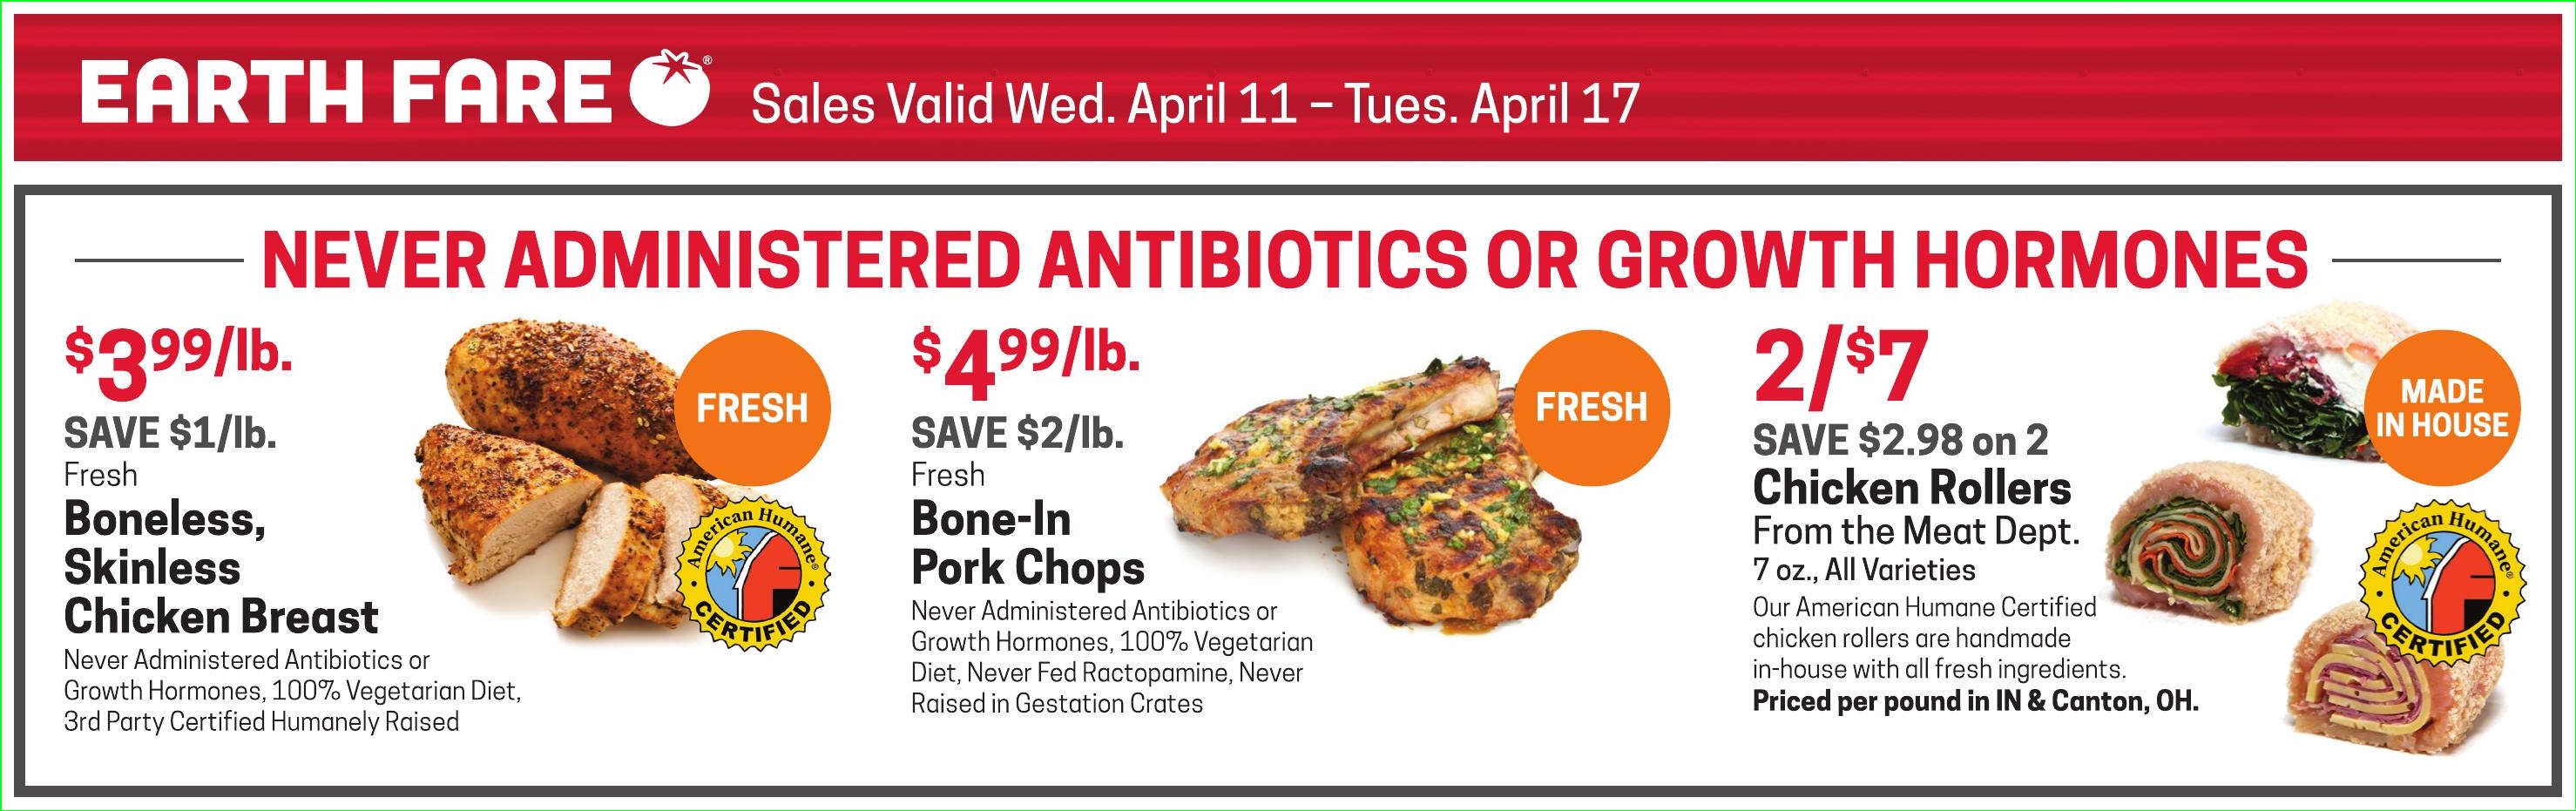 EARTH FARE ® Sales Valid Wed. April 11 – Tues. April 17
NEVER ADMINISTERED ANTIBIOTICS OR GROWTH HORMONES
$3 99/lb.
SAVE $1/lb.
Fresh
Boneless,
Skinless
Chicken Breast
Never Administered Antibiotics or
Growth Hormones, 100% Vegetarian Diet,
3rd Party Certified Humanely Raised
FRESH
American Humane®
CERTIFIED
$4 99/lb.
SAVE $2/lb.
Fresh
Bone-In
Pork Chops
Never Administered Antibiotics or
Growth Hormones, 100% Vegetarian
Diet, Never Fed Ractopamine, Never
Raised in Gestation Crates
FRESH
2/$7
SAVE $2.98 on 2
Chicken Rollers
From the Meat Dept.
7 oz., All Varieties
Our American Humane Certified
chicken rollers are handmade
in-house with all fresh ingredients.
Priced per pound in IN & Canton, OH.
MADE
IN HOUSE
American Humane®
CERTIFIED